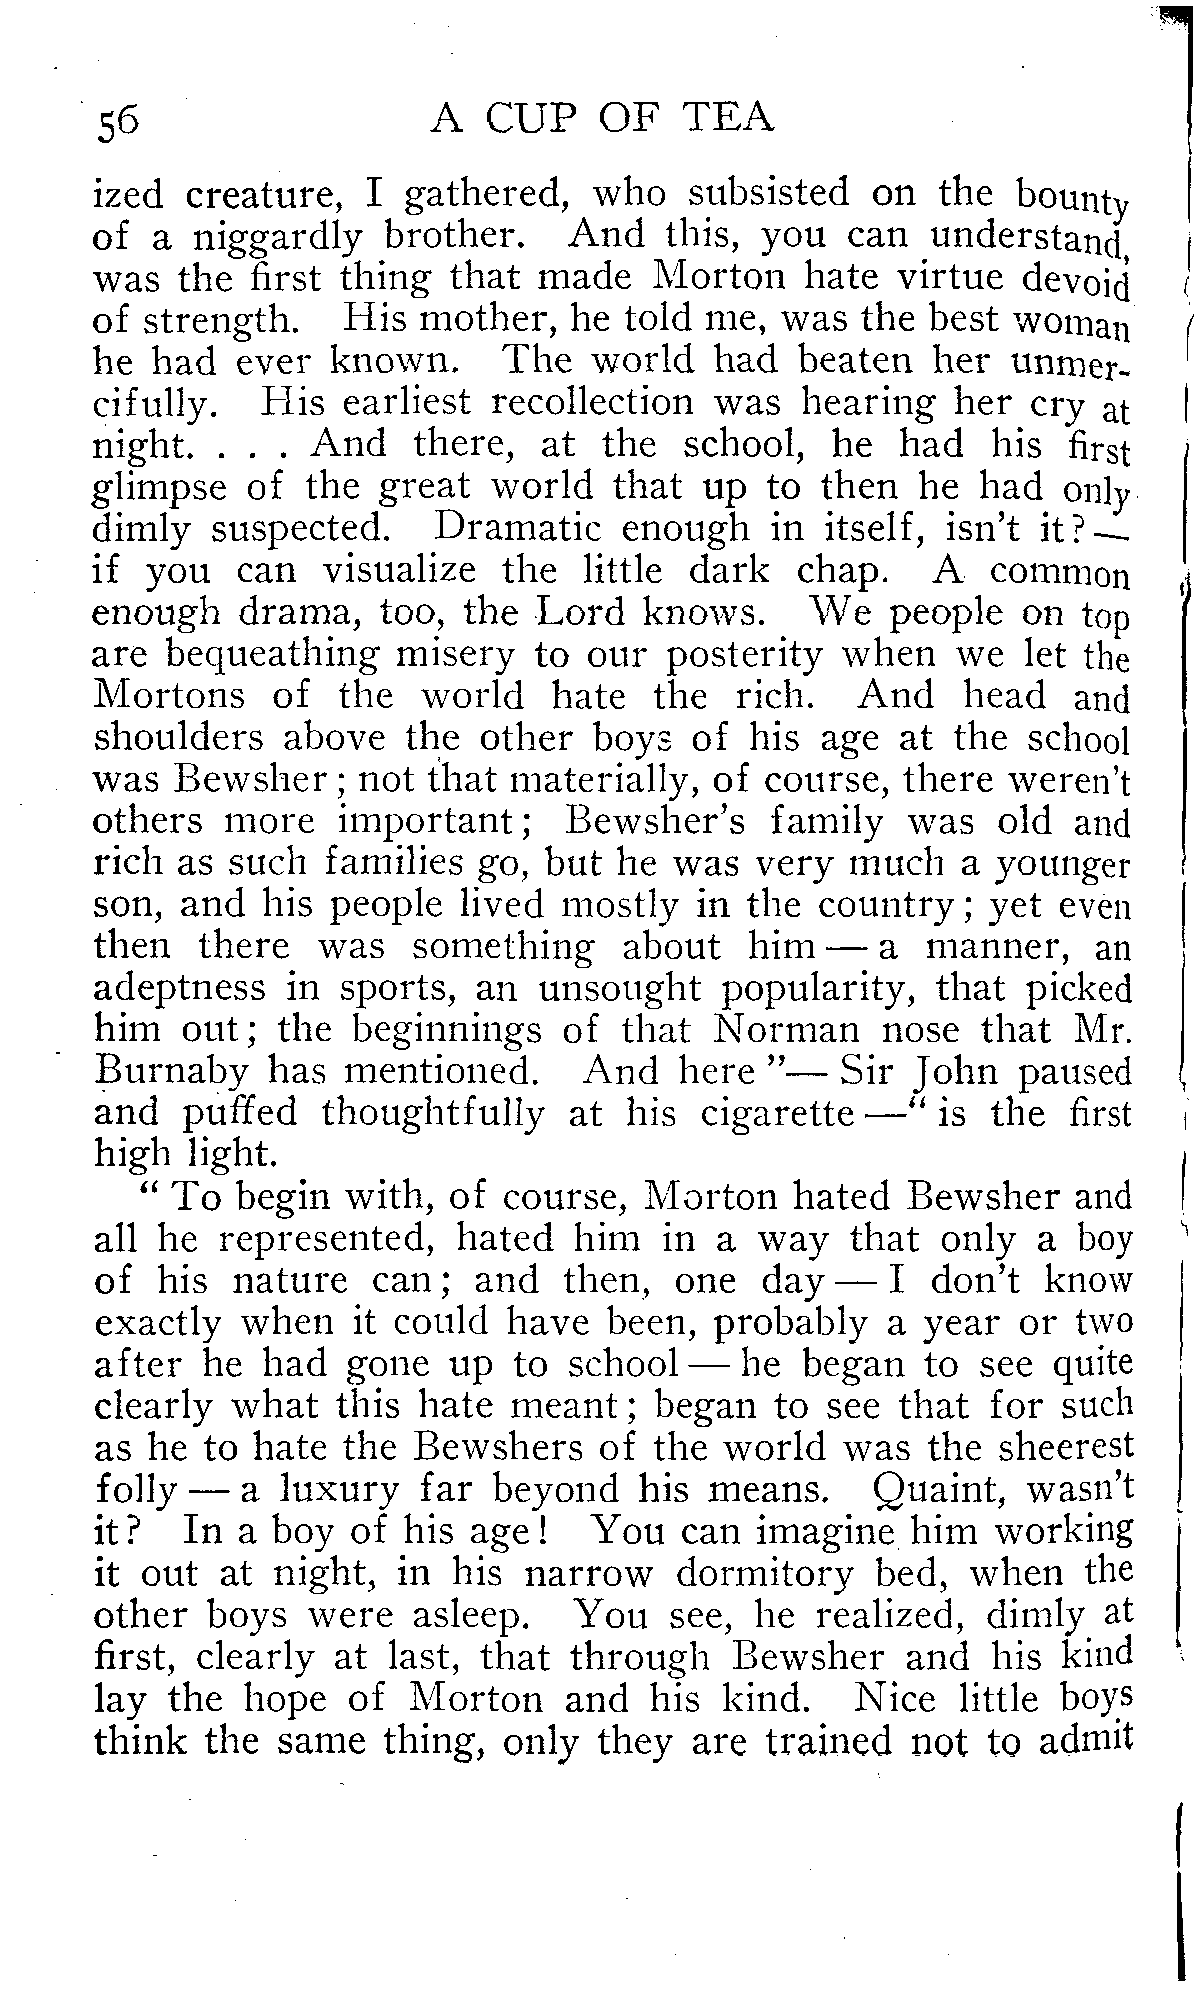 56 A CUP OF TEA
ized creature, I gathered, who subsisted on the bounty
of a niggardly brother. And this, you can understand,
was the first thing that made Morton hate virtue devoid
of strength. His mother, he told me, was the best woman
he had ever known. The world had beaten her unmer-
cifully. His earliest recollection was hearing her cry at
night. . . . And there, at the school, he had his first
glimpse of the great world that up to then he had only
dimly suspected. Dramatic enough in itself, isn't it? —
if you can visualize the little dark chap. A common
enough drama, too, the Lord knows. We people on top
are bequeathing misery to our posterity when we let the
Mortons of the world hate the rich. And head and
shoulders above the other boys of his age at the school
was Bewsher; not that materially, of course, there weren't
others more important; Bewsher's family was old and
rich as such families go, but he was very much a younger
son, and his people lived mostly in the country; yet even
then there was something about him — a manner, an
adeptness in sports, an unsought popularity, that picked
him out; the beginnings of that Norman nose that Mr.
Burnaby has mentioned. And here "— Sir John paused
and puffed thoughtfully at his cigarette —" is the first
high light.
" To begin with, of course, Morton hated Bewsher and
all he represented, hated him in a way that only a boy
of his nature can; and then, one day — I don't know
exactly when it could have been, probably a year or two
after he had gone up to school — he began to see quite
clearly what this hate meant; began to see that for such
as he to hate the Bewshers of the world was the sheerest
folly — a luxury far beyond his means. Quaint, wasn't
it? In a boy of his age! You can imagine him working
it out at night, in his narrow dormitory bed, when the
other boys were asleep. You see, he realized, dimly at
first, clearly at last, that through Bewsher and his kind
lay the hope of Morton and his kind. Nice little boys
think the same thing, only they are trained not to admit